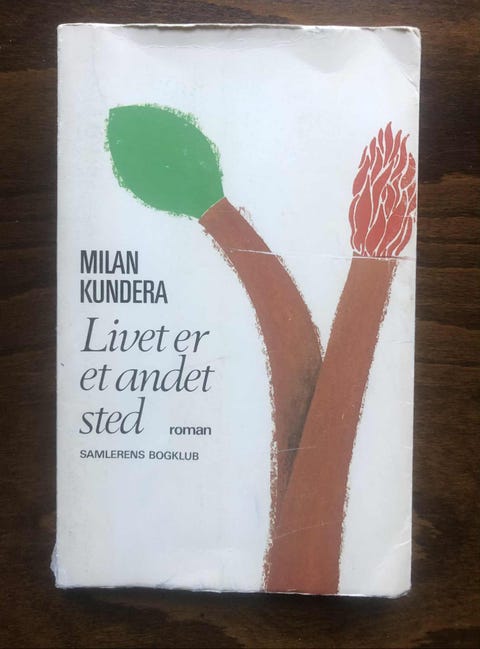 MILAN
KUNDERA
Livet er
et andet
sted roman
SAMLERENS BOGKLUB